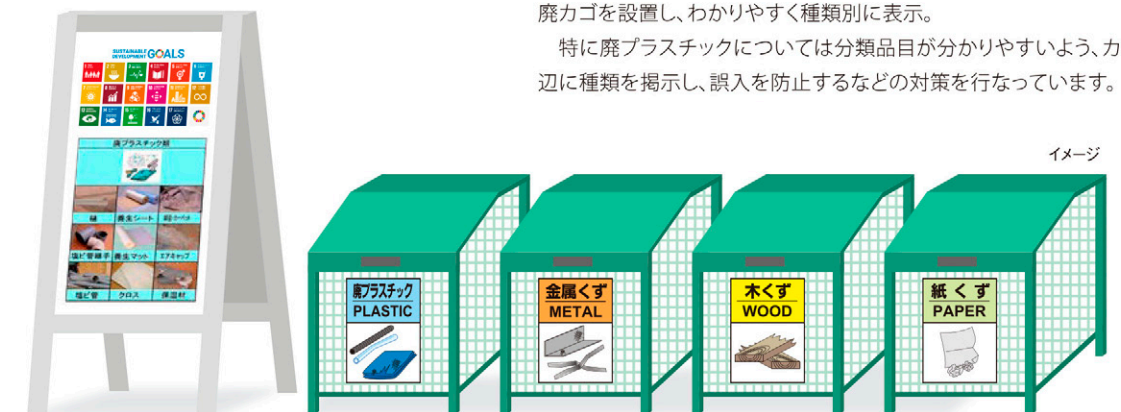 廃カゴを設置し、わかりやすく種類別に表示。
特に廃プラスチックについては分類品目が分かりやすいよう、カ
辺に種類を掲示し、誤入を防止するなどの対策を行なっています。
イメージ
SUSTAINABLE
DEVELOPMENT GOALS
廃プラスチック類
樋 養生シート
塩ビ管継手 養生マット エアキャップ
塩ビ管 クロス 保温材
廃プラスチック
PLASTIC
金属くず
METAL
木くず
WOOD
紙くず
PAPER